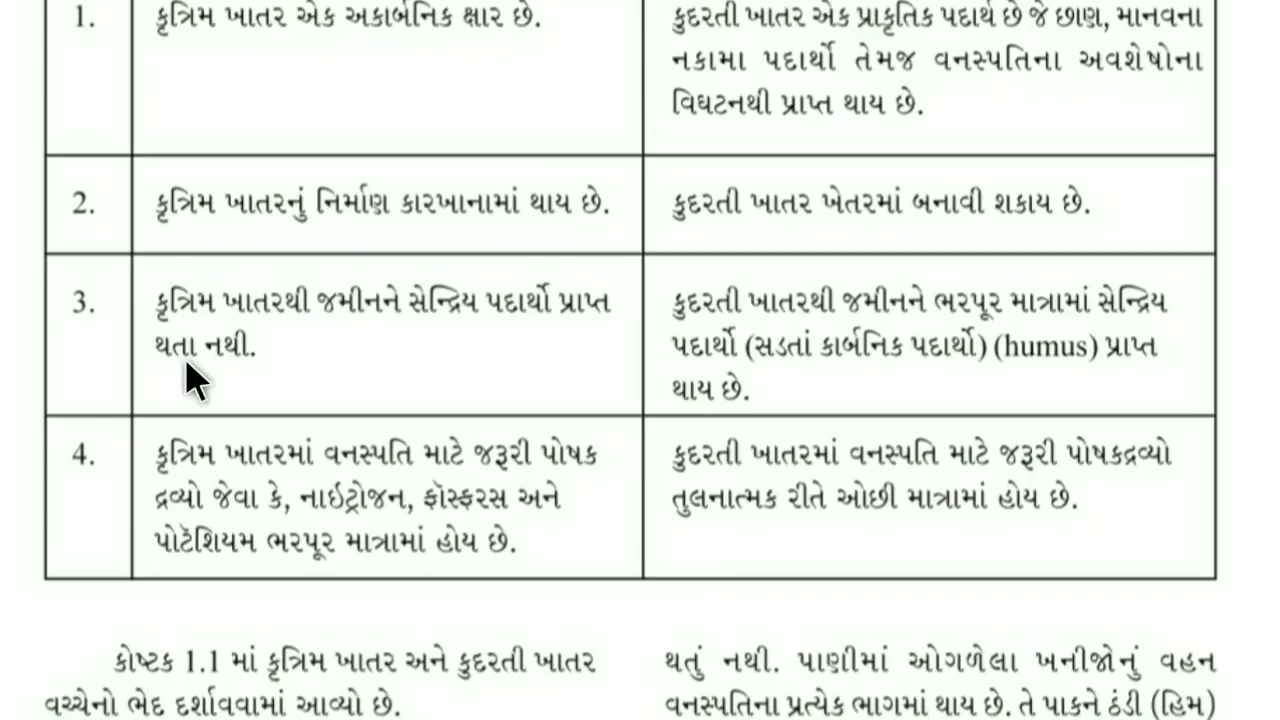 1.
કૃત્રિમ ખાતર એક અકાર્બનિક ક્ષાર છે.
કુદરતી ખાતર એક પ્રાકૃતિક પદાર્થ છે જે છાણ, માનવના
નકામા પદાર્થો તેમજ વનસ્પતિના અવશેષોના
વિઘટનથી પ્રાપ્ત થાય છે.
2.
કૃત્રિમ ખાતરનું નિર્માણ કારખાનામાં થાય છે.
કુદરતી ખાતર ખેતરમાં બનાવી શકાય છે.
3.
કૃત્રિમ ખાતરથી જમીનને સેન્દ્રિય પદાર્થો પ્રાપ્ત
થતા નથી.
કુદરતી ખાતરથી જમીનને ભરપૂર માત્રામાં સેન્દ્રિય
પદાર્થો (સડતાં કાર્બનિક પદાર્થો) (humus) પ્રાપ્ત
થાય છે.
4.
કૃત્રિમ ખાતરમાં વનસ્પતિ માટે જરૂરી પોષક
દ્રવ્યો જેવા કે, નાઇટ્રોજન, ફૉસ્ફરસ અને
પોટૅશિયમ ભરપૂર માત્રામાં હોય છે.
કુદરતી ખાતરમાં વનસ્પતિ માટે જરૂરી પોષકદ્રવ્યો
તુલનાત્મક રીતે ઓછી માત્રામાં હોય છે.
કોષ્ટક 1.1 માં કૃત્રિમ ખાતર અને કુદરતી ખાતર
વચ્ચેનો ભેદ દર્શાવવામાં આવ્યો છે.
થતું નથી. પાણીમાં ઓગળેલા ખનીજોનું વહન
વનસ્પતિના પ્રત્યેક ભાગમાં થાય છે. તે પાકને ઠંડી (હિમ)